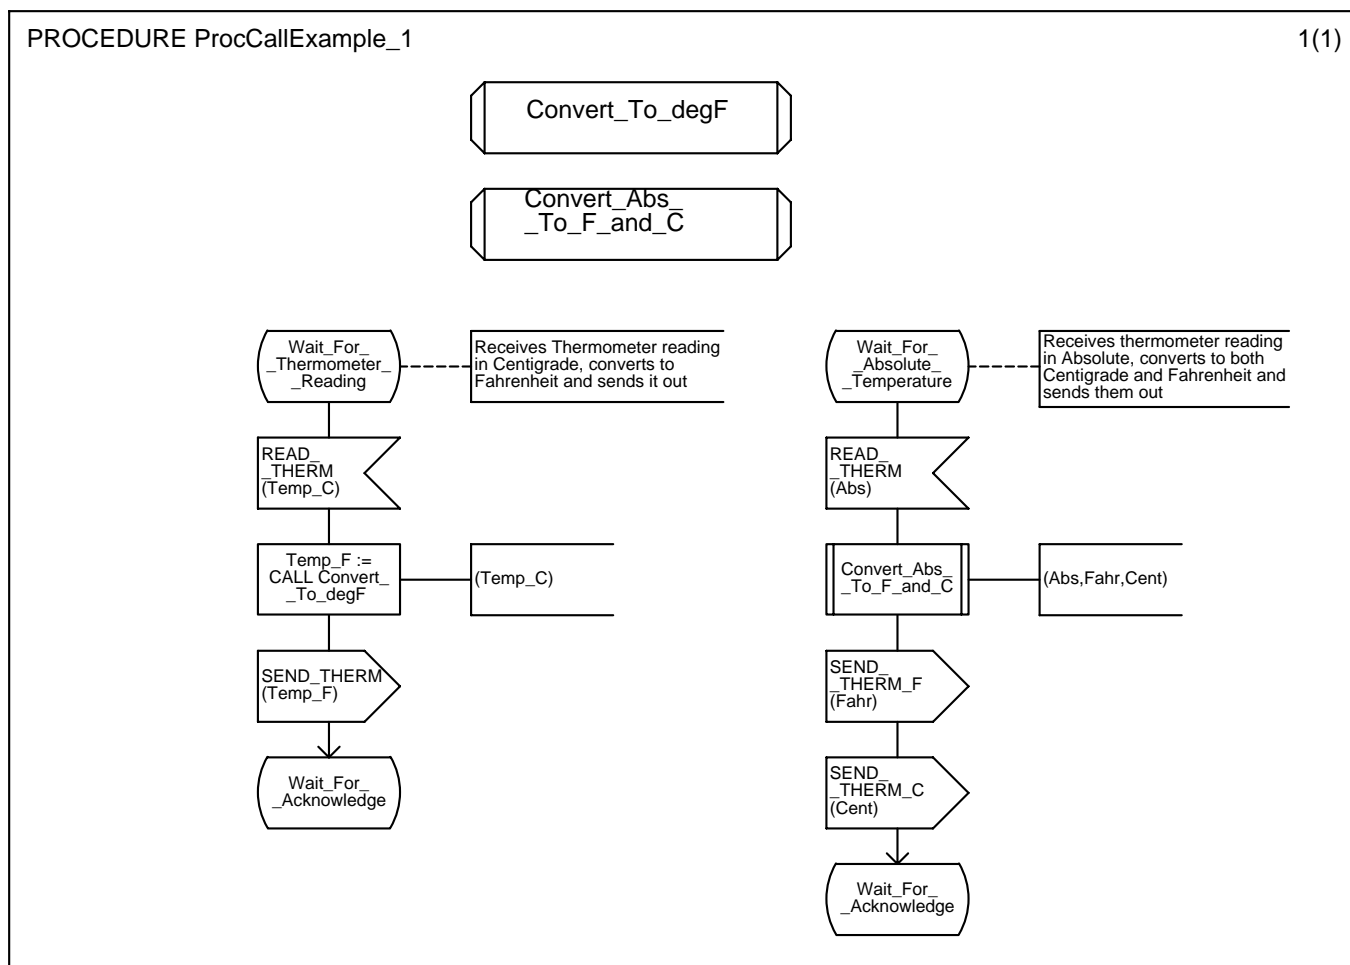 PROCEDURE ProcCallExample_1
1(1)
Convert_To_degF
Convert_Abs_
_To_F_and_C
Wait_For_
_Thermometer_
_Reading
Receives Thermometer reading
in Centigrade, converts to
Fahrenheit and sends it out
READ_
_THERM
(Temp_C)
Temp_F :=
CALL Convert_
_To_degF
(Temp_C)
SEND_THERM
(Temp_F)
Wait_For_
_Acknowledge
Wait_For_
_Absolute_
_Temperature
Receives thermometer reading
in Absolute, converts to both
Centigrade and Fahrenheit and
sends them out
READ_
_THERM
(Abs)
Convert_Abs_
_To_F_and_C
(Abs,Fahr,Cent)
SEND_
_THERM_F
(Fahr)
SEND_
_THERM_C
(Cent)
Wait_For_
_Acknowledge